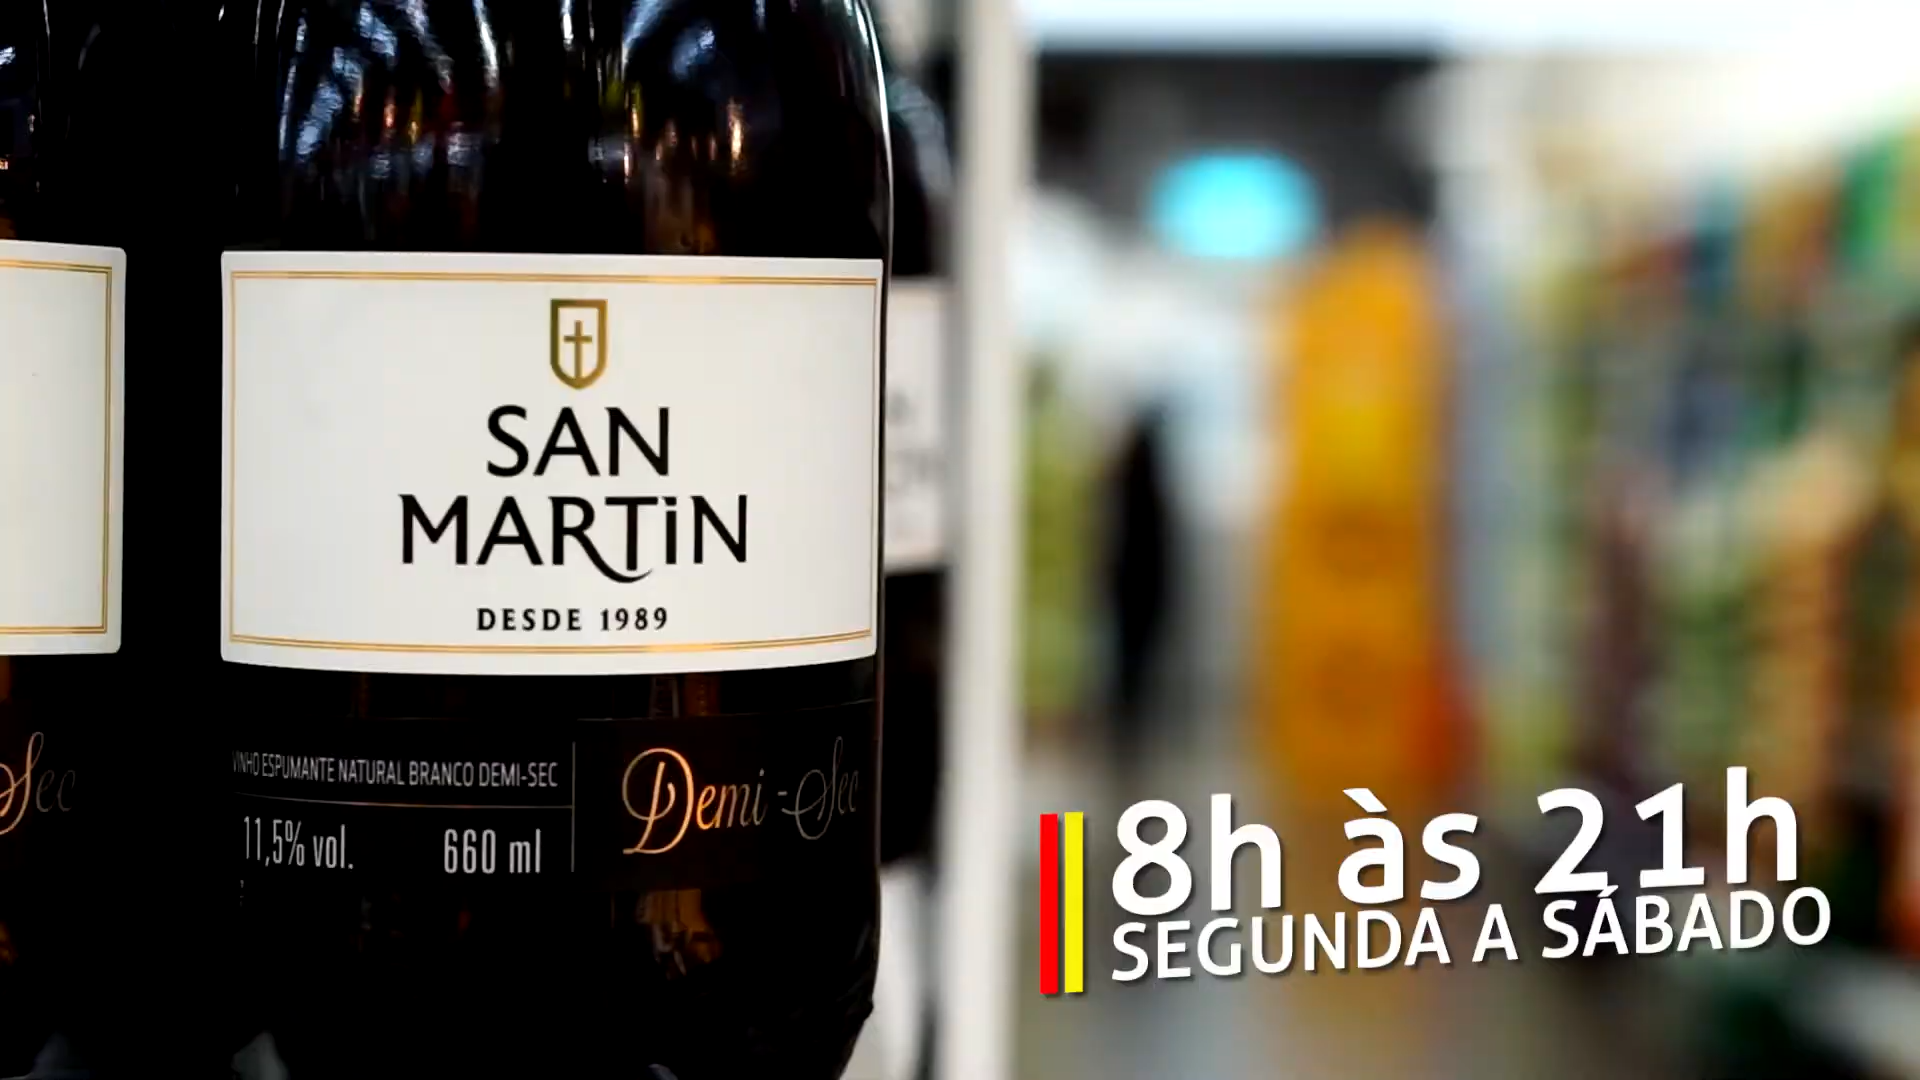 SAN
MARTiN
DESDE 1989
VINHO ESPUMANTE NATURAL BRANCO DEMI-SEC
11,5% vol.
660 ml
Demi-Sec
Sec
8h às 21h
SEGUNDA A SÁBADO